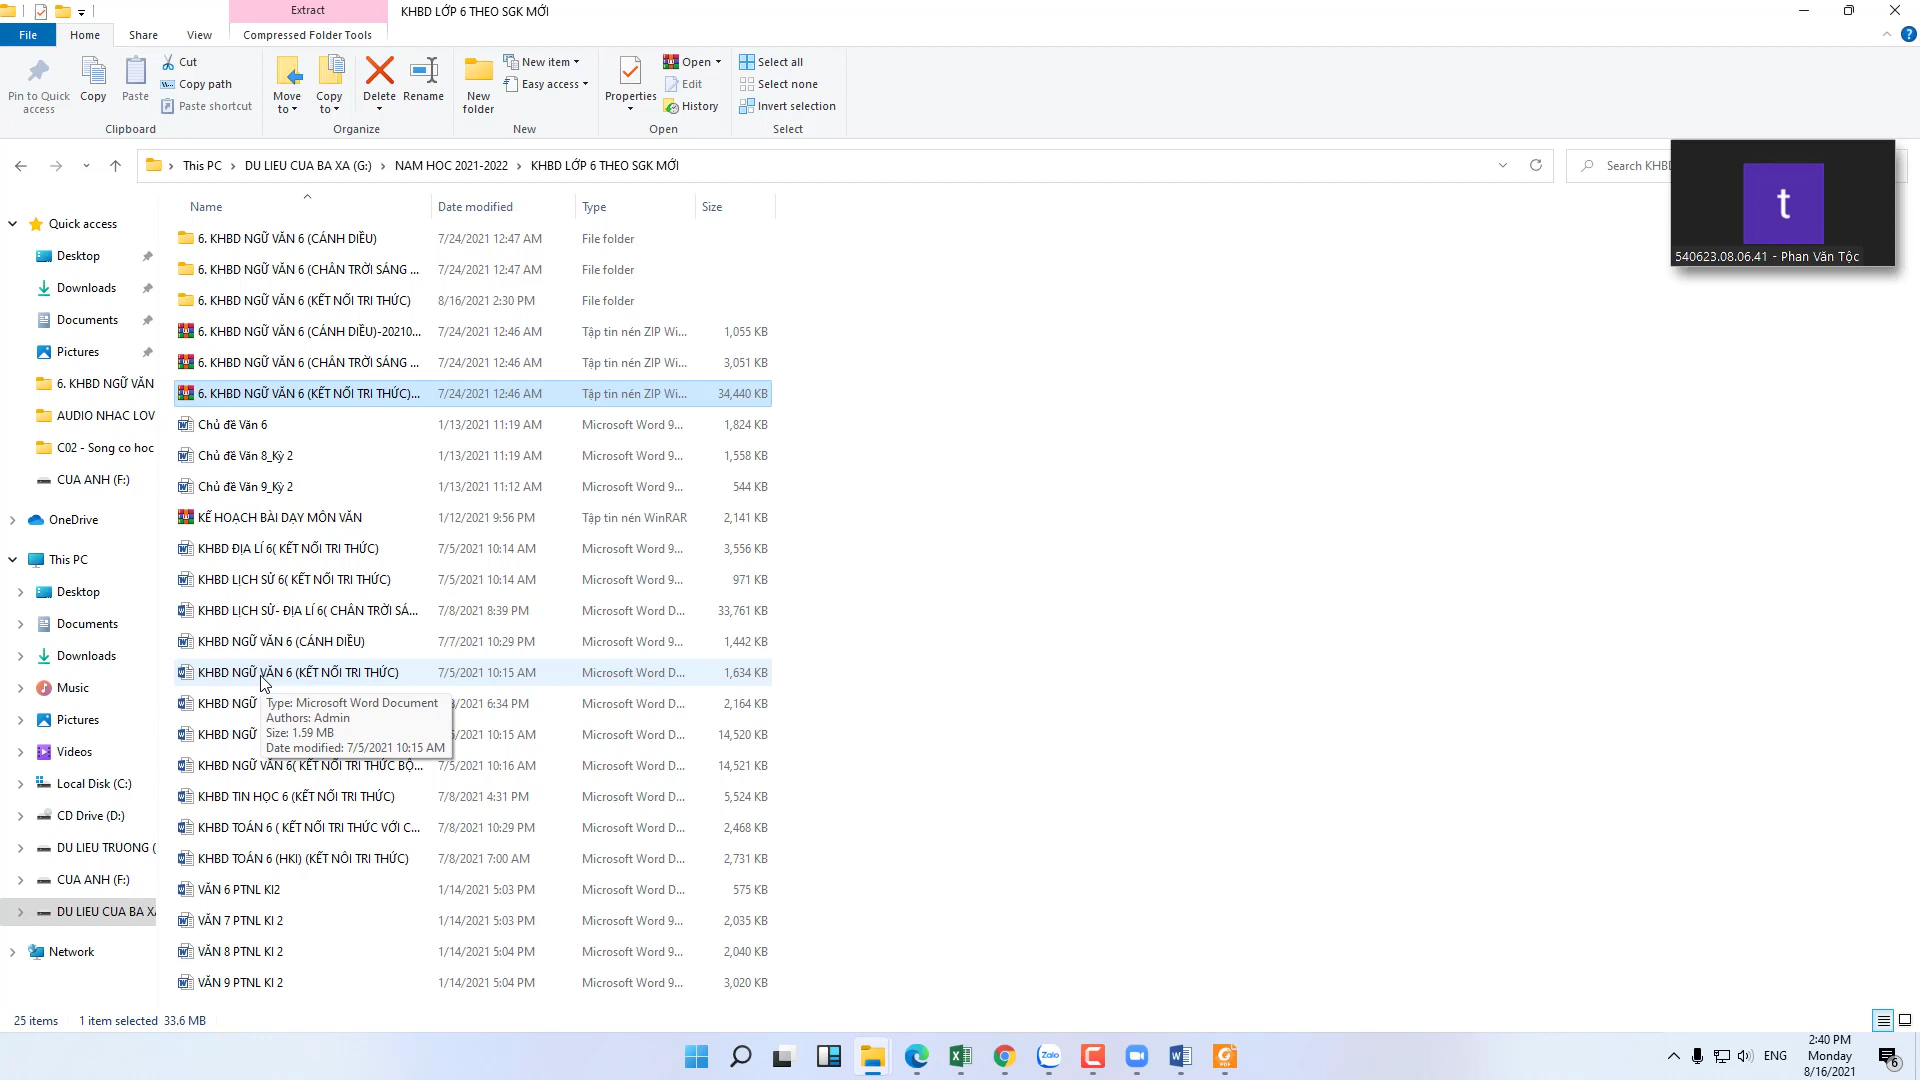 Extract
KHBD LỚP 6 THEO SGK MỚI
File Home Share View Compressed Folder Tools
Pin to Quick access
Copy
Paste
Cut
Copy path
Paste shortcut
Clipboard
Move to
Copy to
Delete
Rename
Organize
New folder
New item
Easy access
New
Properties
Open
Edit
History
Open
Select all
Select none
Invert selection
Select
This PC DU LIEU CUA BA XA (G:) NAM HOC 2021-2022 KHBD LỚP 6 THEO SGK MỚI
Search KHBD
t
540623.08.06.41 - Phan Văn Tộc
Quick access
Desktop
Downloads
Documents
Pictures
6. KHBD NGỮ VĂN
AUDIO NHAC LOV
C02 - Song co hoc
CUA ANH (F:)
OneDrive
This PC
Desktop
Documents
Downloads
Music
Pictures
Videos
Local Disk (C:)
CD Drive (D:)
DU LIEU TRUONG (
CUA ANH (F:)
DU LIEU CUA BA XA
Network
Name Date modified Type Size
6. KHBD NGỮ VĂN 6 (CÁNH DIỀU) 7/24/2021 12:47 AM File folder
6. KHBD NGỮ VĂN 6 (CHÂN TRỜI SÁNG ... 7/24/2021 12:47 AM File folder
6. KHBD NGỮ VĂN 6 (KẾT NỐI TRI THỨC) 8/16/2021 2:30 PM File folder
6. KHBD NGỮ VĂN 6 (CÁNH DIỀU)-20210... 7/24/2021 12:46 AM Tập tin nén ZIP Wi... 1,055 KB
6. KHBD NGỮ VĂN 6 (CHÂN TRỜI SÁNG ... 7/24/2021 12:46 AM Tập tin nén ZIP Wi... 3,051 KB
6. KHBD NGỮ VĂN 6 (KẾT NỐI TRI THỨC)... 7/24/2021 12:46 AM Tập tin nén ZIP Wi... 34,440 KB
Chủ đề Văn 6 1/13/2021 11:19 AM Microsoft Word 9... 1,824 KB
Chủ đề Văn 8_Kỳ 2 1/13/2021 11:19 AM Microsoft Word 9... 1,558 KB
Chủ đề Văn 9_Kỳ 2 1/13/2021 11:12 AM Microsoft Word 9... 544 KB
KẾ HOẠCH BÀI DẠY MÔN VĂN 1/12/2021 9:56 PM Tập tin nén WinRAR 2,141 KB
KHBD ĐỊA LÍ 6( KẾT NỐI TRI THỨC) 7/5/2021 10:14 AM Microsoft Word 9... 3,556 KB
KHBD LỊCH SỬ 6( KẾT NỐI TRI THỨC) 7/5/2021 10:14 AM Microsoft Word 9... 971 KB
KHBD LỊCH SỬ- ĐỊA LÍ 6( CHÂN TRỜI SÁ... 7/8/2021 8:39 PM Microsoft Word D... 33,761 KB
KHBD NGỮ VĂN 6 (CÁNH DIỀU) 7/7/2021 10:29 PM Microsoft Word 9... 1,442 KB
KHBD NGỮ VĂN 6 (KẾT NỐI TRI THỨC) 7/5/2021 10:15 AM Microsoft Word D... 1,634 KB
KHBD NGỮ /2021 6:34 PM Microsoft Word D... 2,164 KB
KHBD NGỮ /2021 10:15 AM Microsoft Word D... 14,520 KB
Type: Microsoft Word Document
Authors: Admin
Size: 1.59 MB
Date modified: 7/5/2021 10:15 AM
KHBD NGỮ VĂN 6( KẾT NỐI TRI THỨC BỘ... 7/5/2021 10:16 AM Microsoft Word D... 14,521 KB
KHBD TIN HỌC 6 (KẾT NỐI TRI THỨC) 7/8/2021 4:31 PM Microsoft Word D... 5,524 KB
KHBD TOÁN 6 ( KẾT NỐI TRI THỨC VỚI C... 7/8/2021 10:29 PM Microsoft Word D... 2,468 KB
KHBD TOÁN 6 (HKI) (KẾT NÔI TRI THỨC) 7/8/2021 7:00 AM Microsoft Word D... 2,731 KB
VĂN 6 PTNL KI2 1/14/2021 5:03 PM Microsoft Word D... 575 KB
VĂN 7 PTNL KI 2 1/14/2021 5:03 PM Microsoft Word 9... 2,035 KB
VĂN 8 PTNL KI 2 1/14/2021 5:04 PM Microsoft Word 9... 2,040 KB
VĂN 9 PTNL KI 2 1/14/2021 5:04 PM Microsoft Word 9... 3,020 KB
25 items 1 item selected 33.6 MB
Zalo
PDF
ENG
2:40 PM
Monday
8/16/2021
6